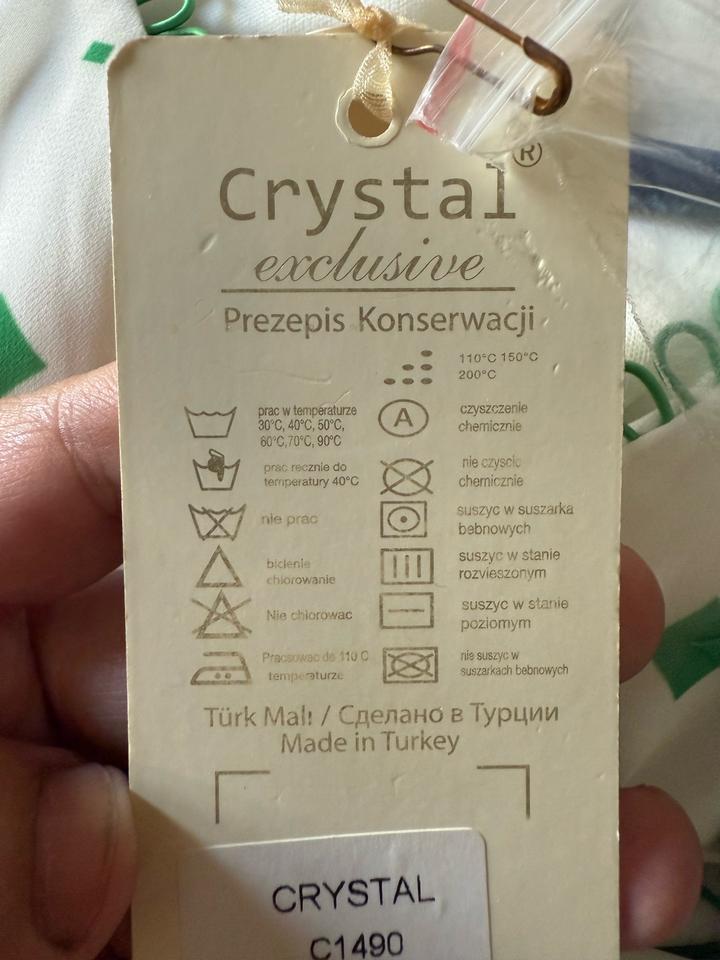 Crystal®
exclusive
Prezepis Konserwacji
110°C 150°C
200°C
prac w temperaturze
30°C, 40°C, 50°C,
60°C,70°C, 90°C
A
czyszczenie
chemicznie
prac recznie do
temperatury 40°C
nie czyscic
chemicznie
nie prac
suszyc w suszarka
bebnowych
bielenie
chlorowanie
suszyc w stanie
rozvieszonym
Nie chlorowac
suszyc w stanie
poziomym
Pracsowac do 110 C
temperaturze
nie suszyc w
suszarkach bebnowych
Türk Malı / Сделано в Турции
Made in Turkey
CRYSTAL
C1490